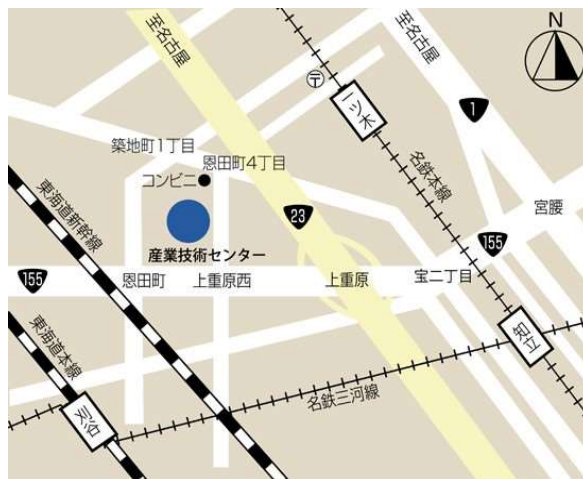 至名古屋
至名古屋
N
〒
一ツ木
1
築地町1丁目
恩田町4丁目
コンビニ
名鉄本線
宮腰
東海道新幹線
23
155
産業技術センター
155
恩田町
上重原西
上重原
宝二丁目
東海道本線
知立
名鉄三河線
刈谷